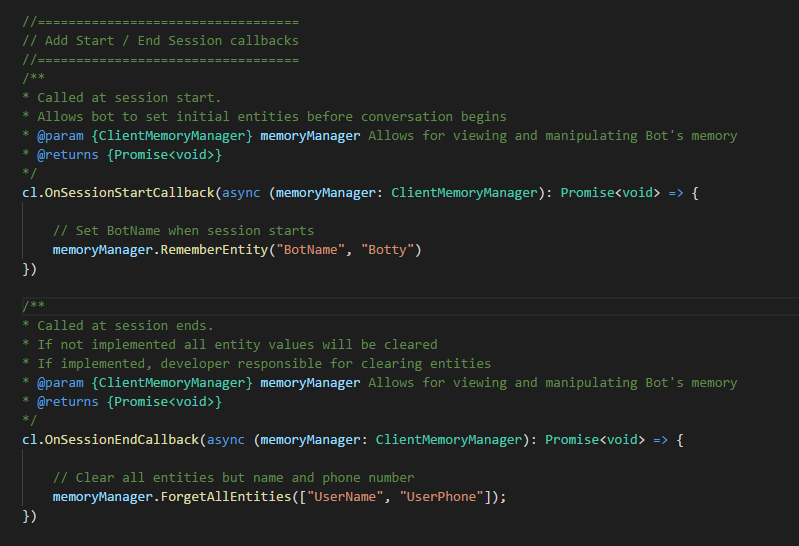 //==================================
// Add Start / End Session callbacks
//==================================
/**
* Called at session start.
* Allows bot to set initial entities before conversation begins
* @param {ClientMemoryManager} memoryManager Allows for viewing and manipulating Bot's memory
* @returns {Promise<void>}
*/
cl.OnSessionStartCallback(async (memoryManager: ClientMemoryManager): Promise<void> => {
// Set BotName when session starts
memoryManager.RememberEntity("BotName", "Botty")
})
/**
* Called at session ends.
* If not implemented all entity values will be cleared
* If implemented, developer responsible for clearing entities
* @param {ClientMemoryManager} memoryManager Allows for viewing and manipulating Bot's memory
* @returns {Promise<void>}
*/
cl.OnSessionEndCallback(async (memoryManager: ClientMemoryManager): Promise<void> => {
// Clear all entities but name and phone number
memoryManager.ForgetAllEntities(["UserName", "UserPhone"]);
})